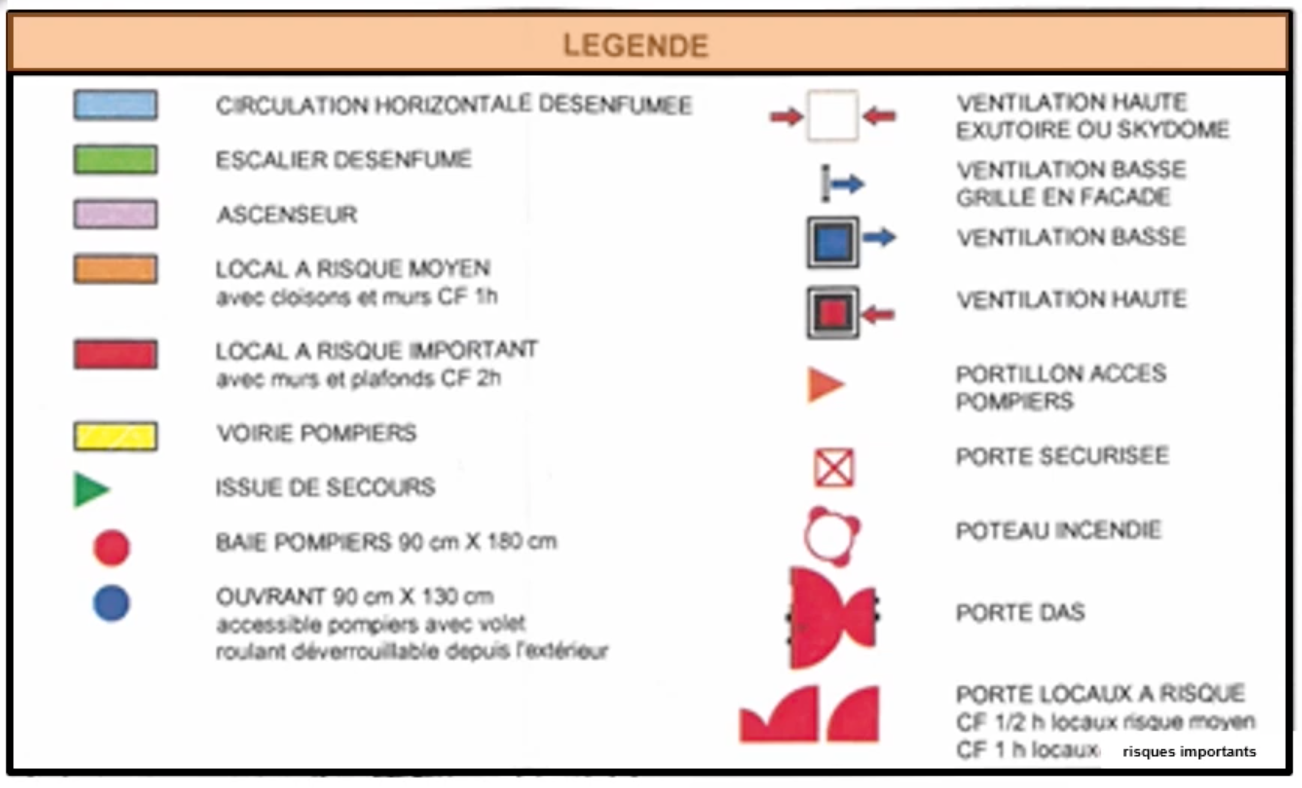 LEGENDE
CIRCULATION HORIZONTALE DESENFUMEE
ESCALIER DESENFUME
ASCENSEUR
LOCAL A RISQUE MOYEN
avec cloisons et murs CF 1h
LOCAL A RISQUE IMPORTANT
avec murs et plafonds CF 2h
VOIRIE POMPIERS
ISSUE DE SECOURS
BAIE POMPIERS 90 cm X 180 cm
OUVRANT 90 cm X 130 cm
accessible pompiers avec volet
roulant déverrouillable depuis l'extérieur
VENTILATION HAUTE
EXUTOIRE OU SKYDOME
VENTILATION BASSE
GRILLE EN FACADE
VENTILATION BASSE
VENTILATION HAUTE
PORTILLON ACCES
POMPIERS
PORTE SECURISEE
POTEAU INCENDIE
PORTE DAS
PORTE LOCAUX A RISQUE
CF 1/2 h locaux risque moyen
CF 1 h locaux risques importants